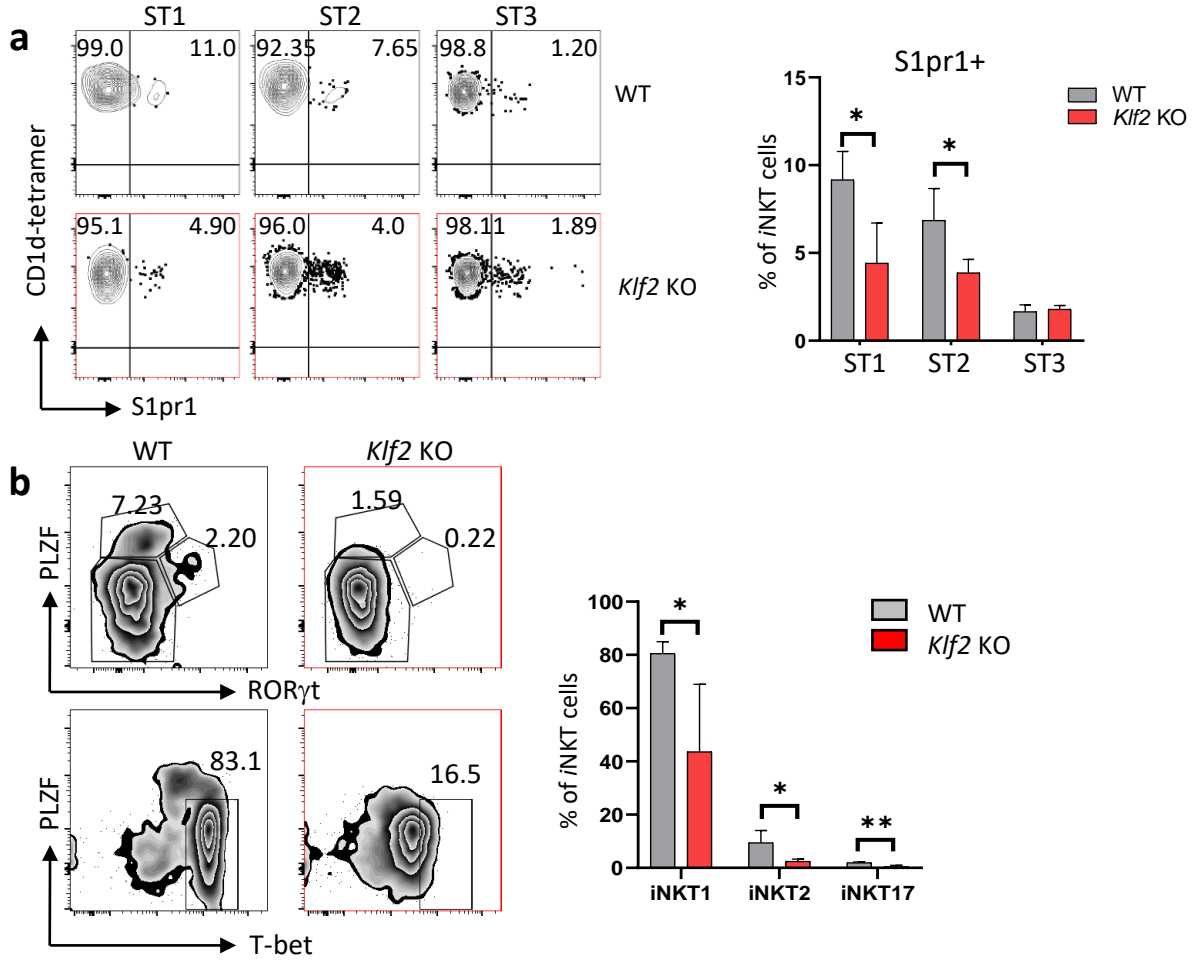 a
ST1 ST2 ST3
99.0 11.0 92.35 7.65 98.8 1.20
WT
95.1 4.90 96.0 4.0 98.11 1.89
Klf2 KO
CD1d-tetramer
S1pr1
S1pr1+
WT
Klf2 KO
15
10
5
0
% of iNKT cells
* *
ST1 ST2 ST3
b
WT Klf2 KO
7.23 2.20 1.59 0.22
PLZF
RORγt
83.1 16.5
PLZF
T-bet
WT
Klf2 KO
100
80
60
40
20
0
% of iNKT cells
* * **
iNKT1 iNKT2 iNKT17